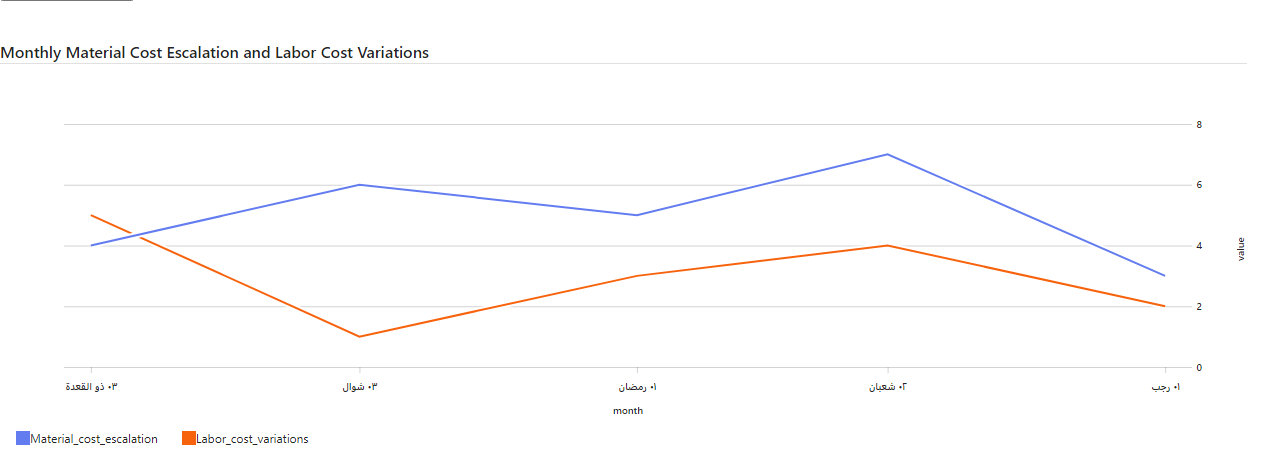 Monthly Material Cost Escalation and Labor Cost Variations
8
6
4
2
0
value
٠٣ ذو القعدة
٠٣ شوال
٠١ رمضان
٠٢ شعبان
٠١ رجب
month
Material_cost_escalation
Labor_cost_variations